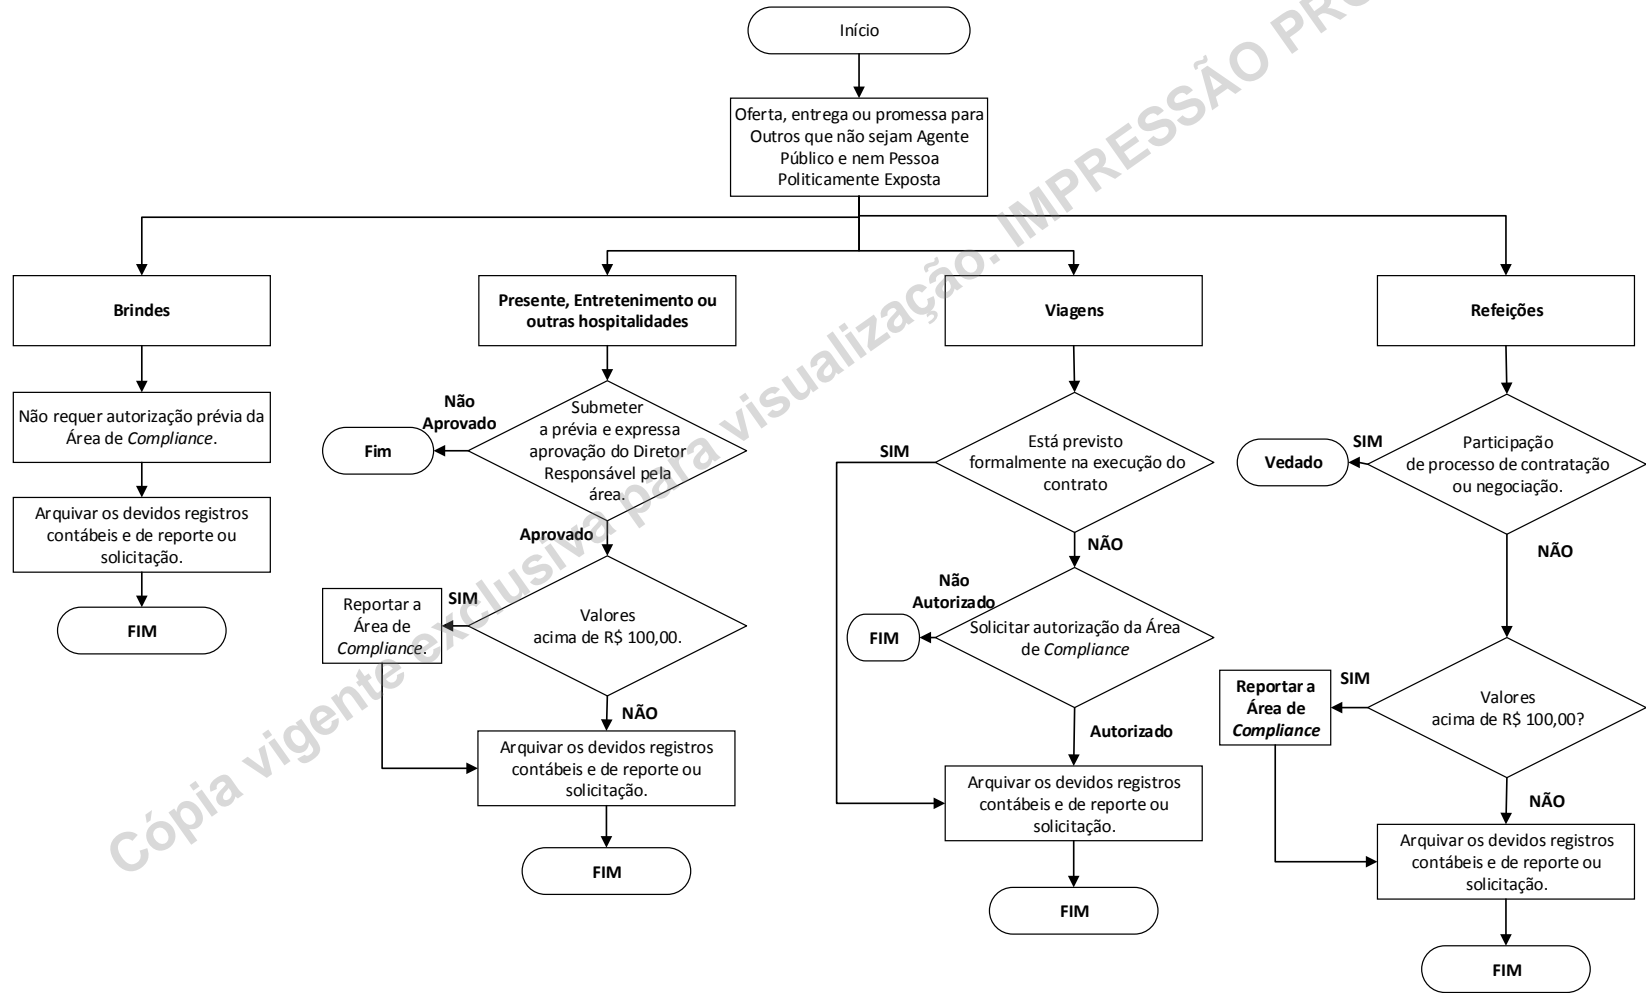 Início
Oferta, entrega ou promessa para
Outros que não sejam Agente
Público e nem Pessoa
Politicamente Exposta
Brindes
Não requer autorização prévia da
Área de Compliance.
Arquivar os devidos registros
contábeis e de reporte ou
solicitação.
FIM
Presente, Entretenimento ou
outras hospitalidades
Submeter
a prévia e expressa
aprovação do Diretor
Responsável pela
área.
Não
Aprovado
Fim
Aprovado
Valores
acima de R$ 100,00.
SIM
Reportar a
Área de
Compliance.
NÃO
Arquivar os devidos registros
contábeis e de reporte ou
solicitação.
FIM
Viagens
Está previsto
formalmente na execução do
contrato
SIM
NÃO
Solicitar autorização da Área
de Compliance
Não
Autorizado
FIM
Autorizado
Arquivar os devidos registros
contábeis e de reporte ou
solicitação.
FIM
Refeições
Participação
de processo de contratação
ou negociação.
SIM
Vedado
NÃO
Valores
acima de R$ 100,00?
SIM
Reportar a
Área de
Compliance
NÃO
Arquivar os devidos registros
contábeis e de reporte ou
solicitação.
FIM
Cópia vigente exclusiva para visualização. IMPRESSÃO PRO